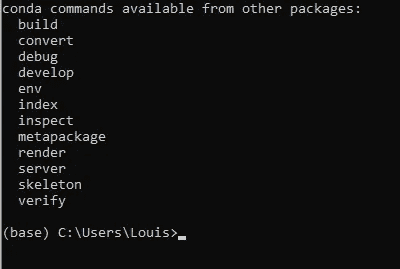 conda commands available from other packages:
build
convert
debug
develop
env
index
inspect
metapackage
render
server
skeleton
verify
(base) C:\Users\Louis>